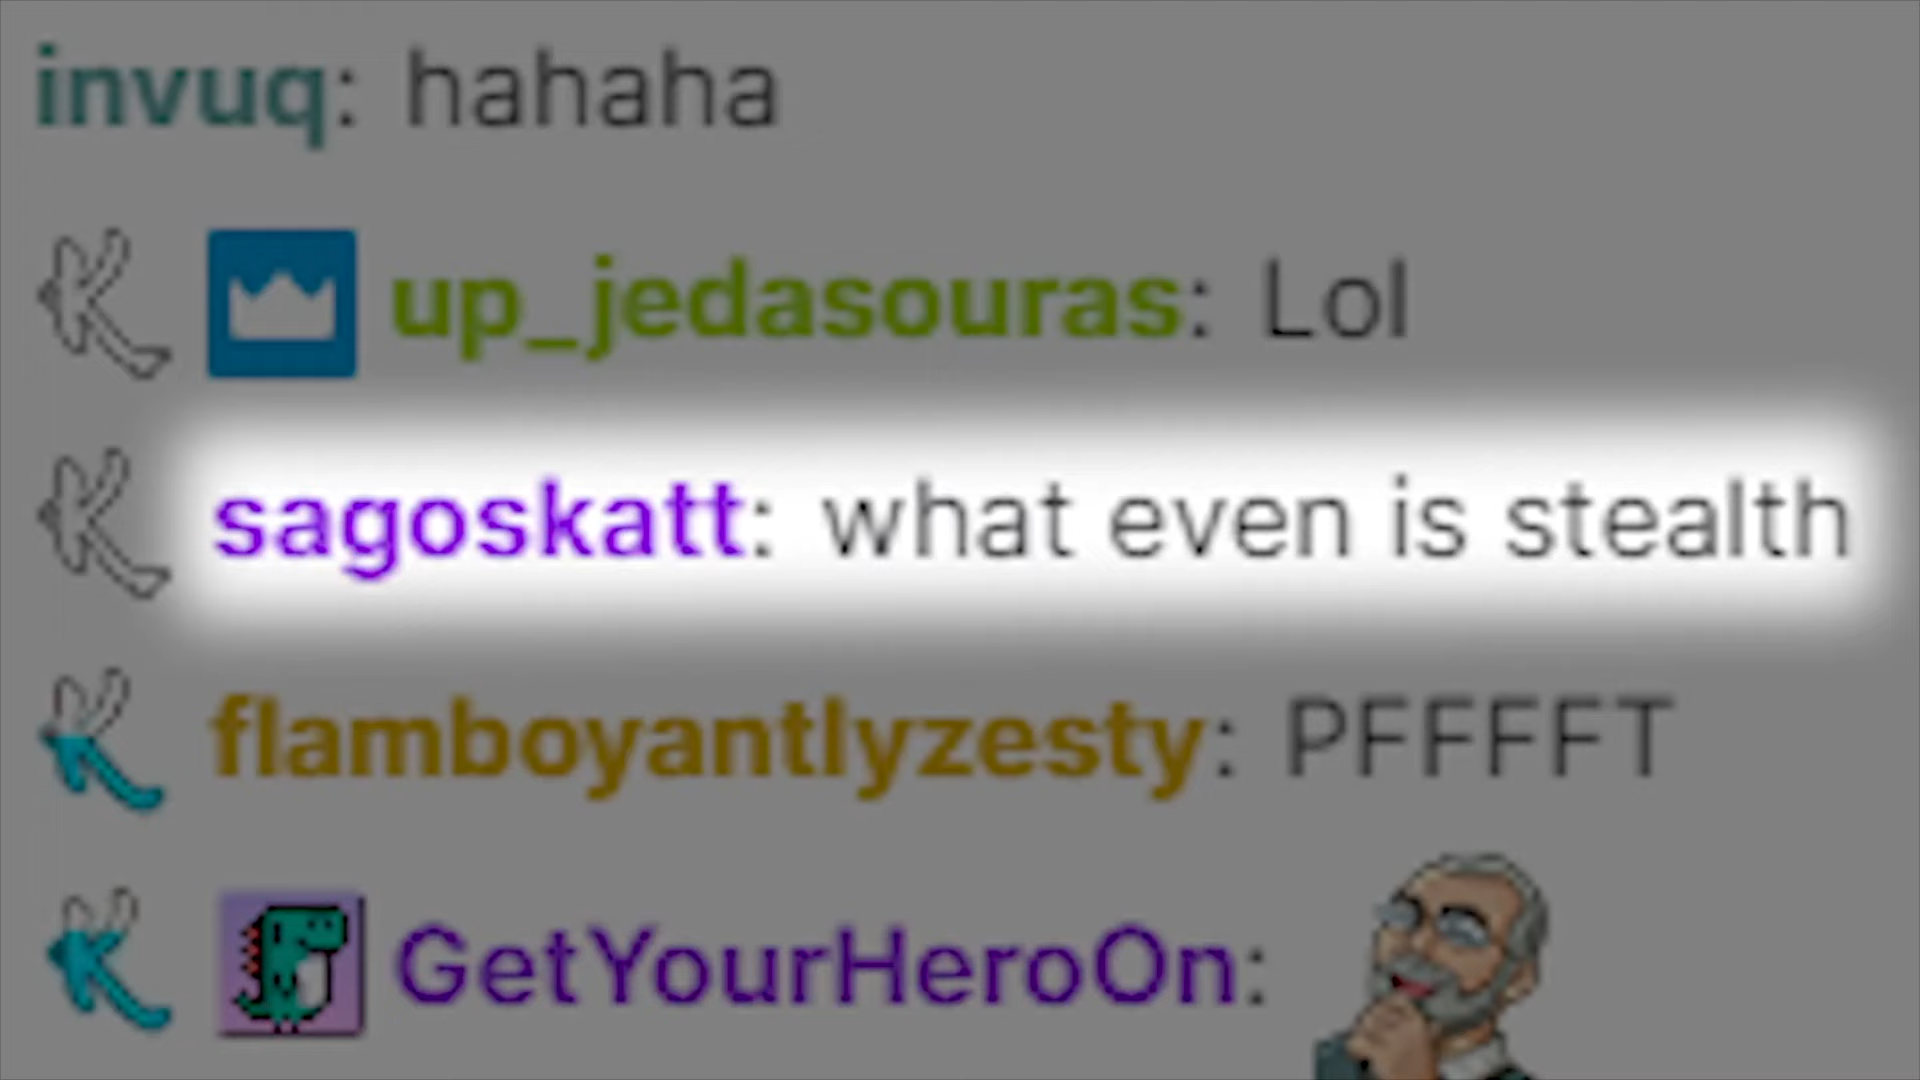 invuq: hahaha
up_jedasouras: Lol
sagoskatt: what even is stealth
flamboyantlyzesty: PFFFFT
GetYourHeroOn: